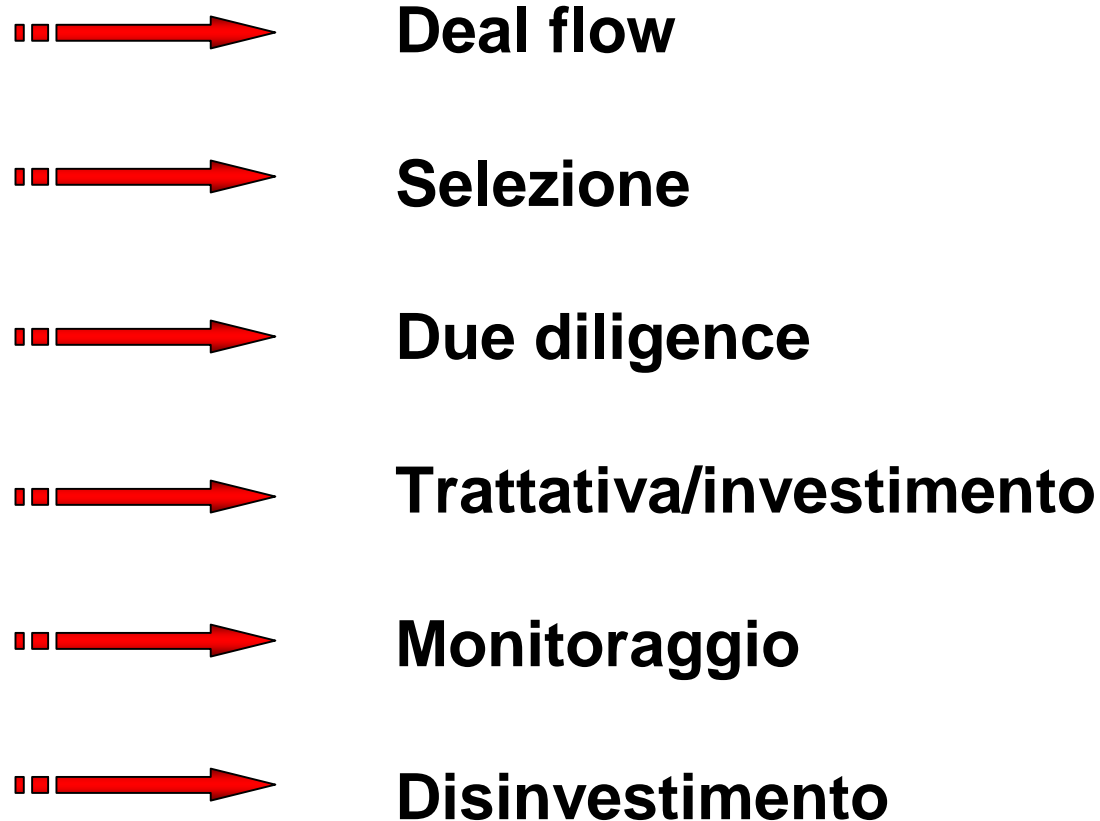 Deal flow
Selezione
Due diligence
Trattativa/investimento
Monitoraggio
Disinvestimento